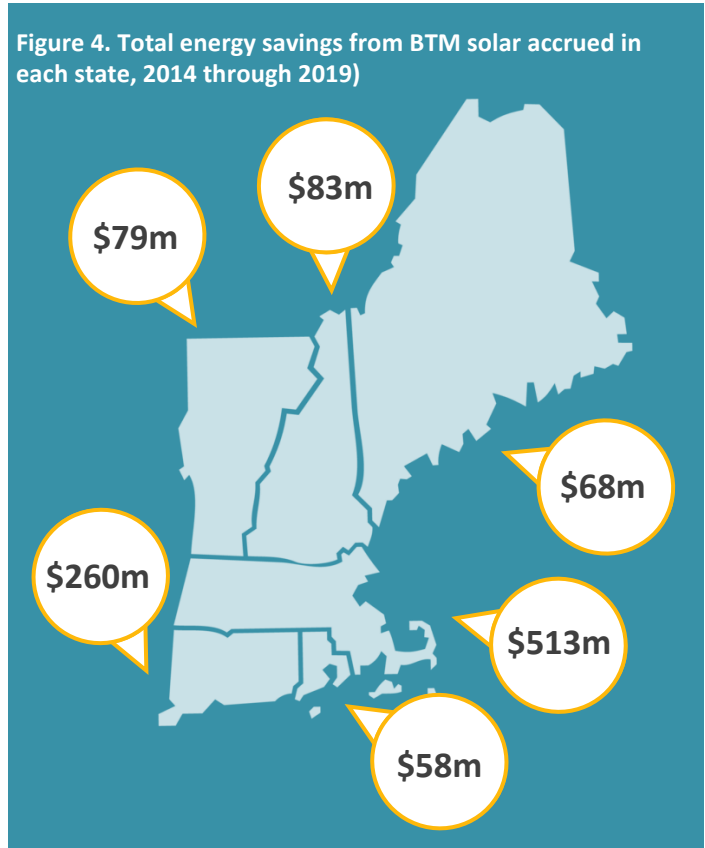 Figure 4. Total energy savings from BTM solar accrued in
each state, 2014 through 2019)
$83m
$79m
$68m
$260m
$513m
$58m